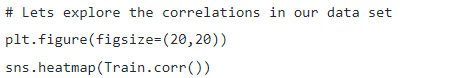 # Lets explore the correlations in our data set
plt.figure(figsize=(20,20))
sns.heatmap(Train.corr())